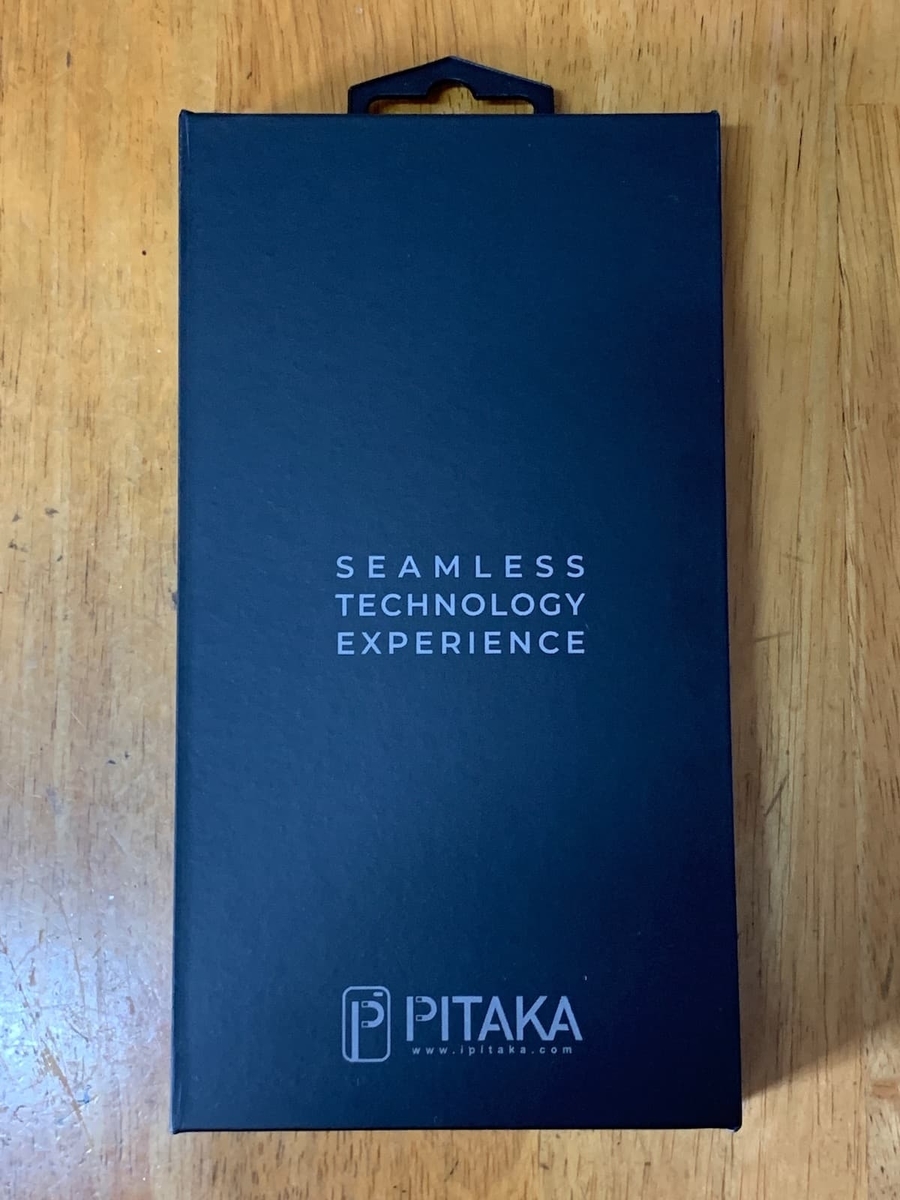 SEAMLESS
TECHNOLOGY
EXPERIENCE
PITAKA
www.ipitaka.com